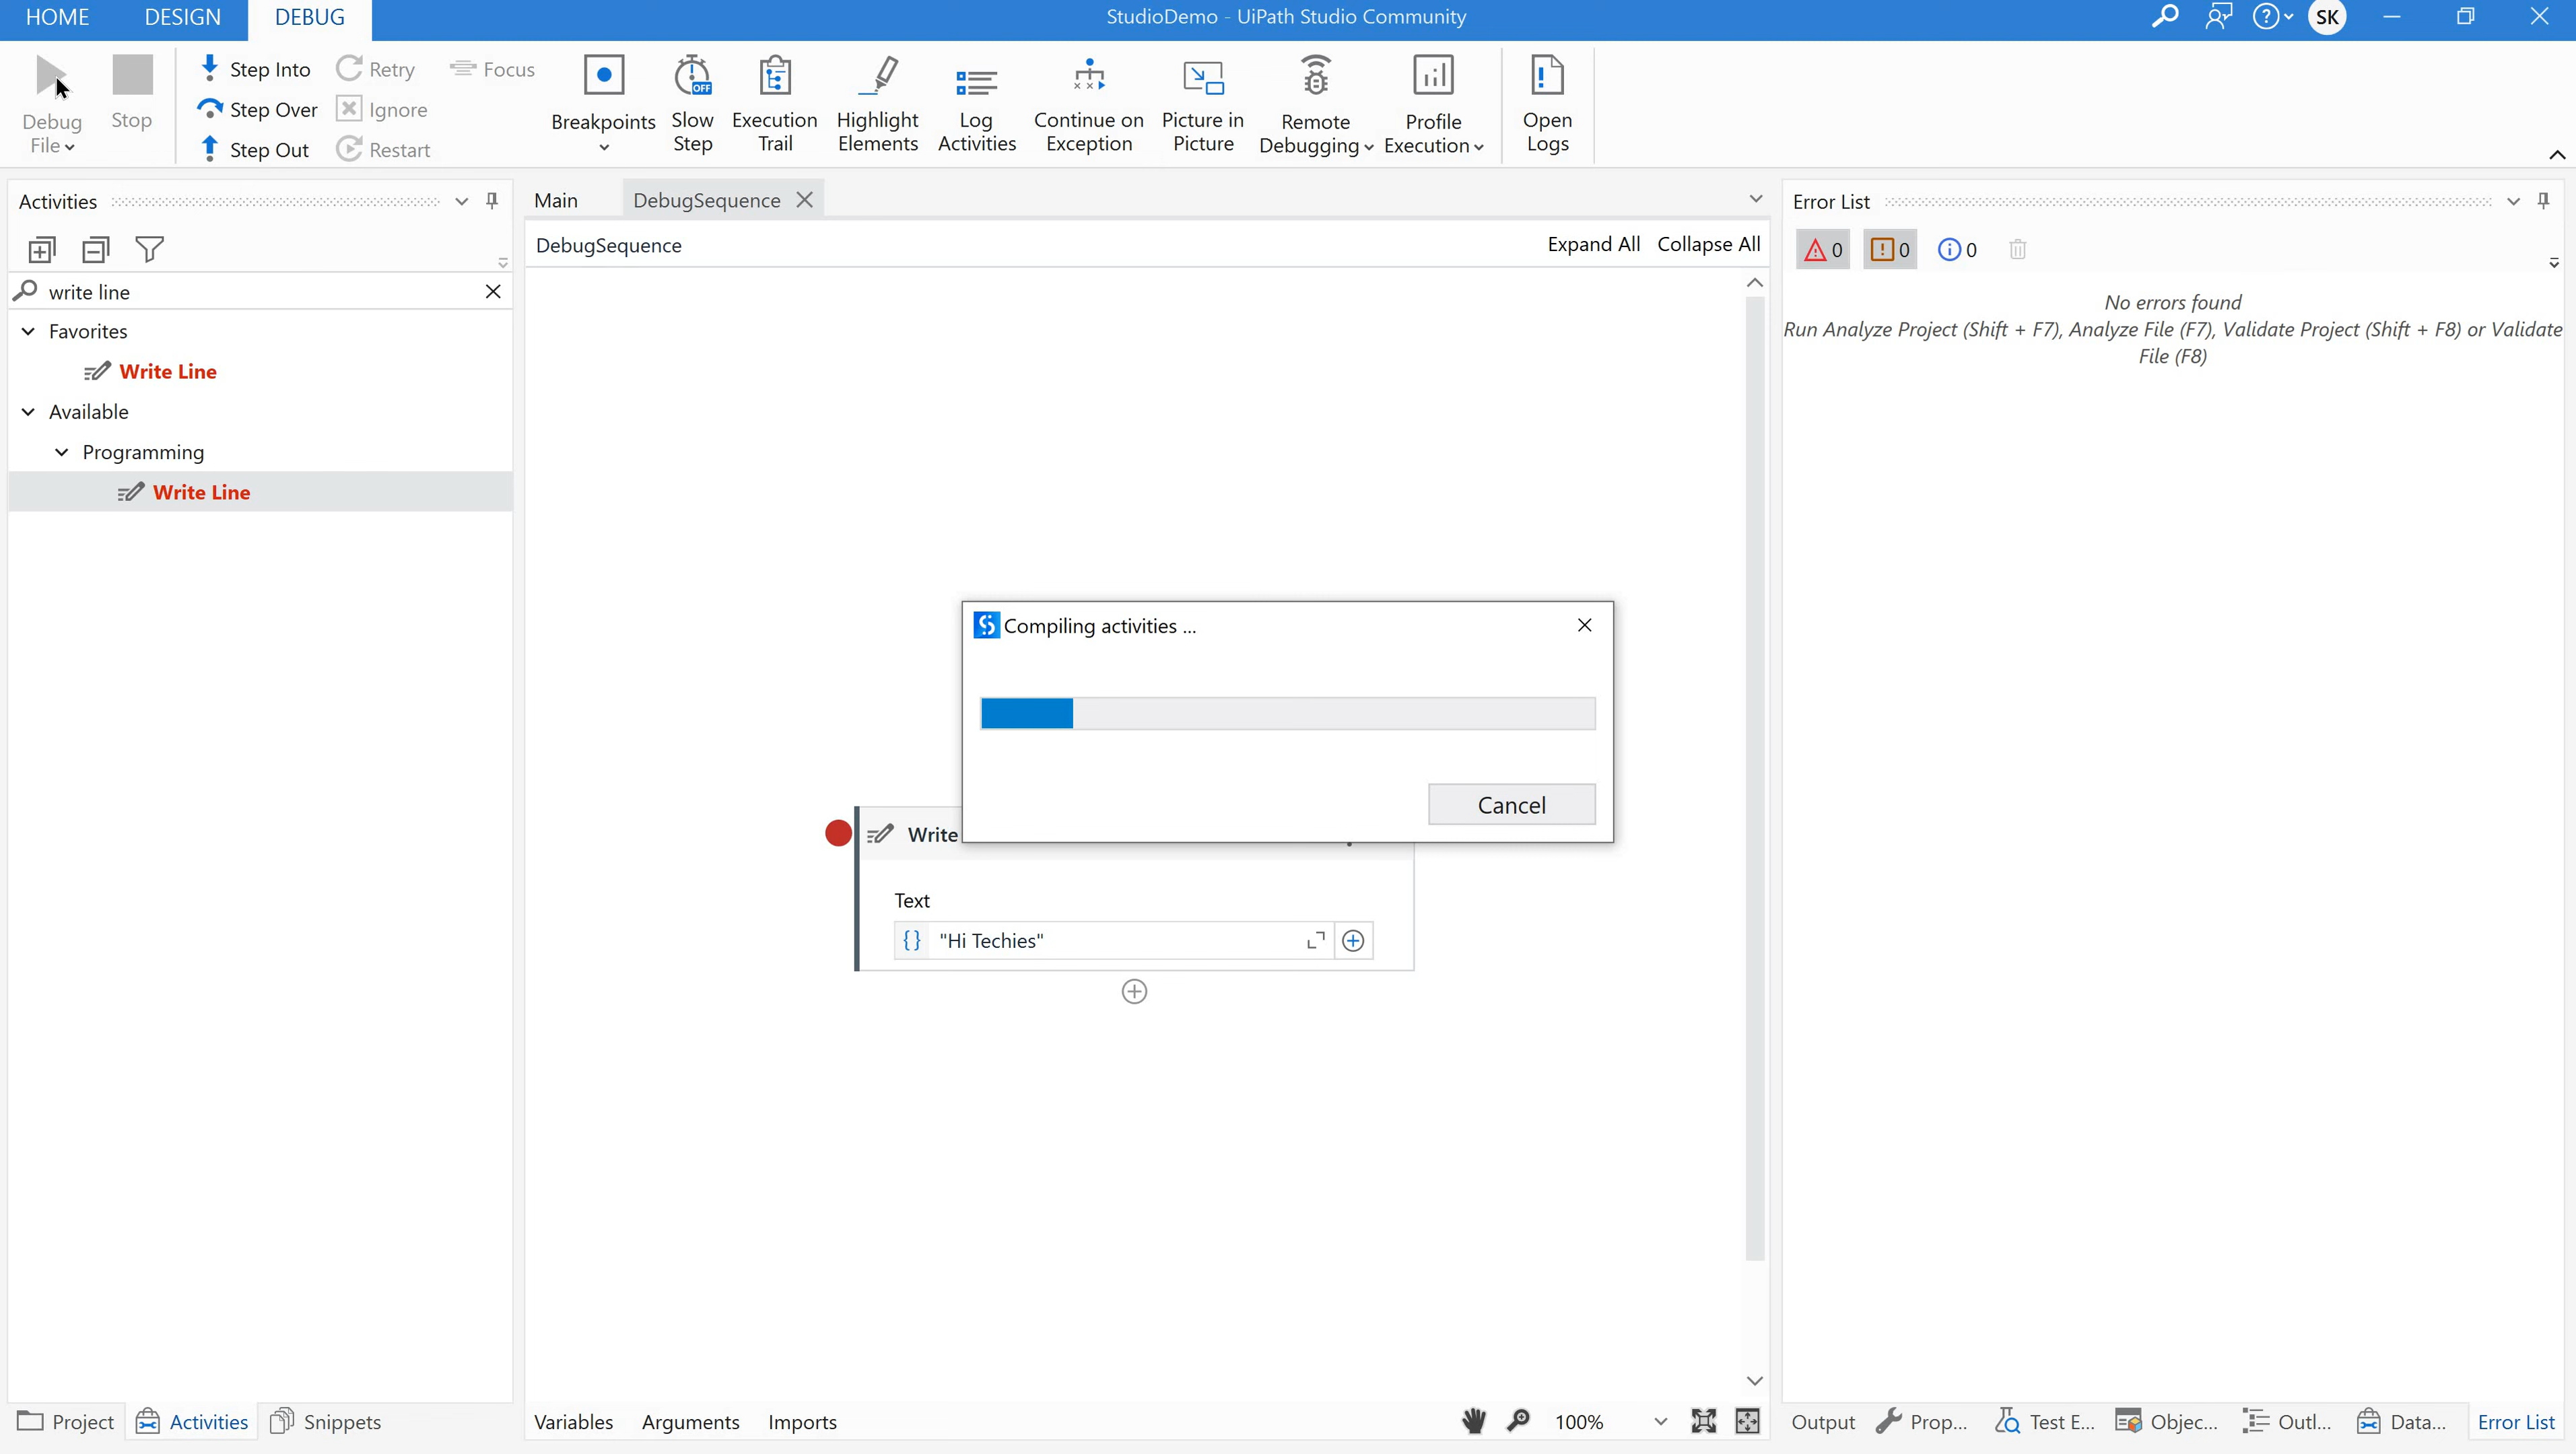 HOME DESIGN DEBUG StudioDemo - UiPath Studio Community SK
Debug File
Stop
Step Into
Step Over
Step Out
Retry
Ignore
Restart
Focus
Breakpoints
Slow Step
OFF
Execution Trail
Highlight Elements
Log Activities
Continue on Exception
Picture in Picture
Remote Debugging
Profile Execution
Open Logs
Activities
write line
Favorites
Write Line
Available
Programming
Write Line
Main DebugSequence
DebugSequence Expand All Collapse All
Compiling activities ...
Cancel
Write
Text
"Hi Techies"
Error List
0 0 0
No errors found
Run Analyze Project (Shift + F7), Analyze File (F7), Validate Project (Shift + F8) or Validate
File (F8)
Project Activities Snippets
Variables Arguments Imports 100%
Output Prop... Test E... Objec... Outl... Data... Error List